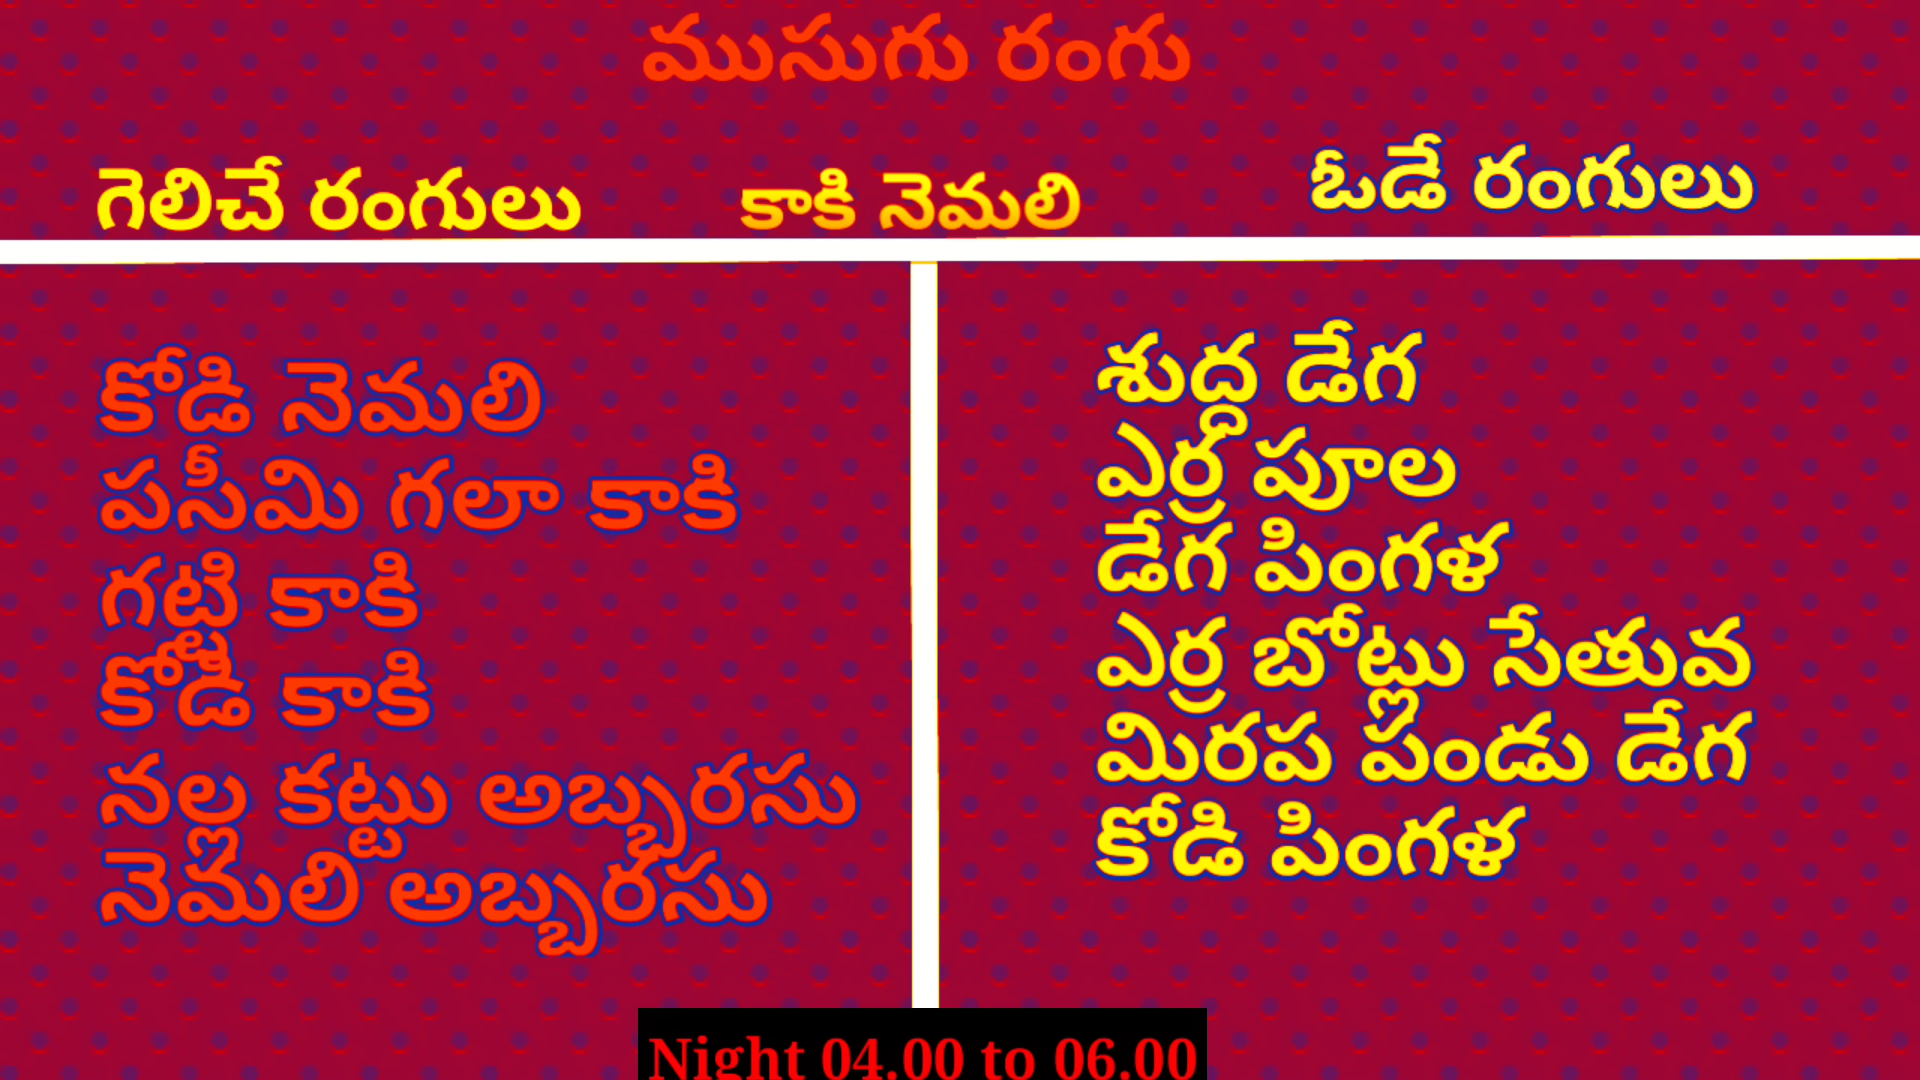 ముసుగు రంగు
గెలిచే రంగులు
కాకి నెమలి
ఓడే రంగులు
కోడి నెమలి
పసీమి గలా కాకి
గట్టి కాకి
కోడి కాకి
నల్ల కట్టు అబ్బరసు
నెమలి అబ్బరసు
శుద్ధ డేగ
ఎర్ర పూల
డేగ పింగళ
ఎర్ర బోట్లు సేతువ
మిరప పండు డేగ
కోడి పింగళ
Night 04.00 to 06.00